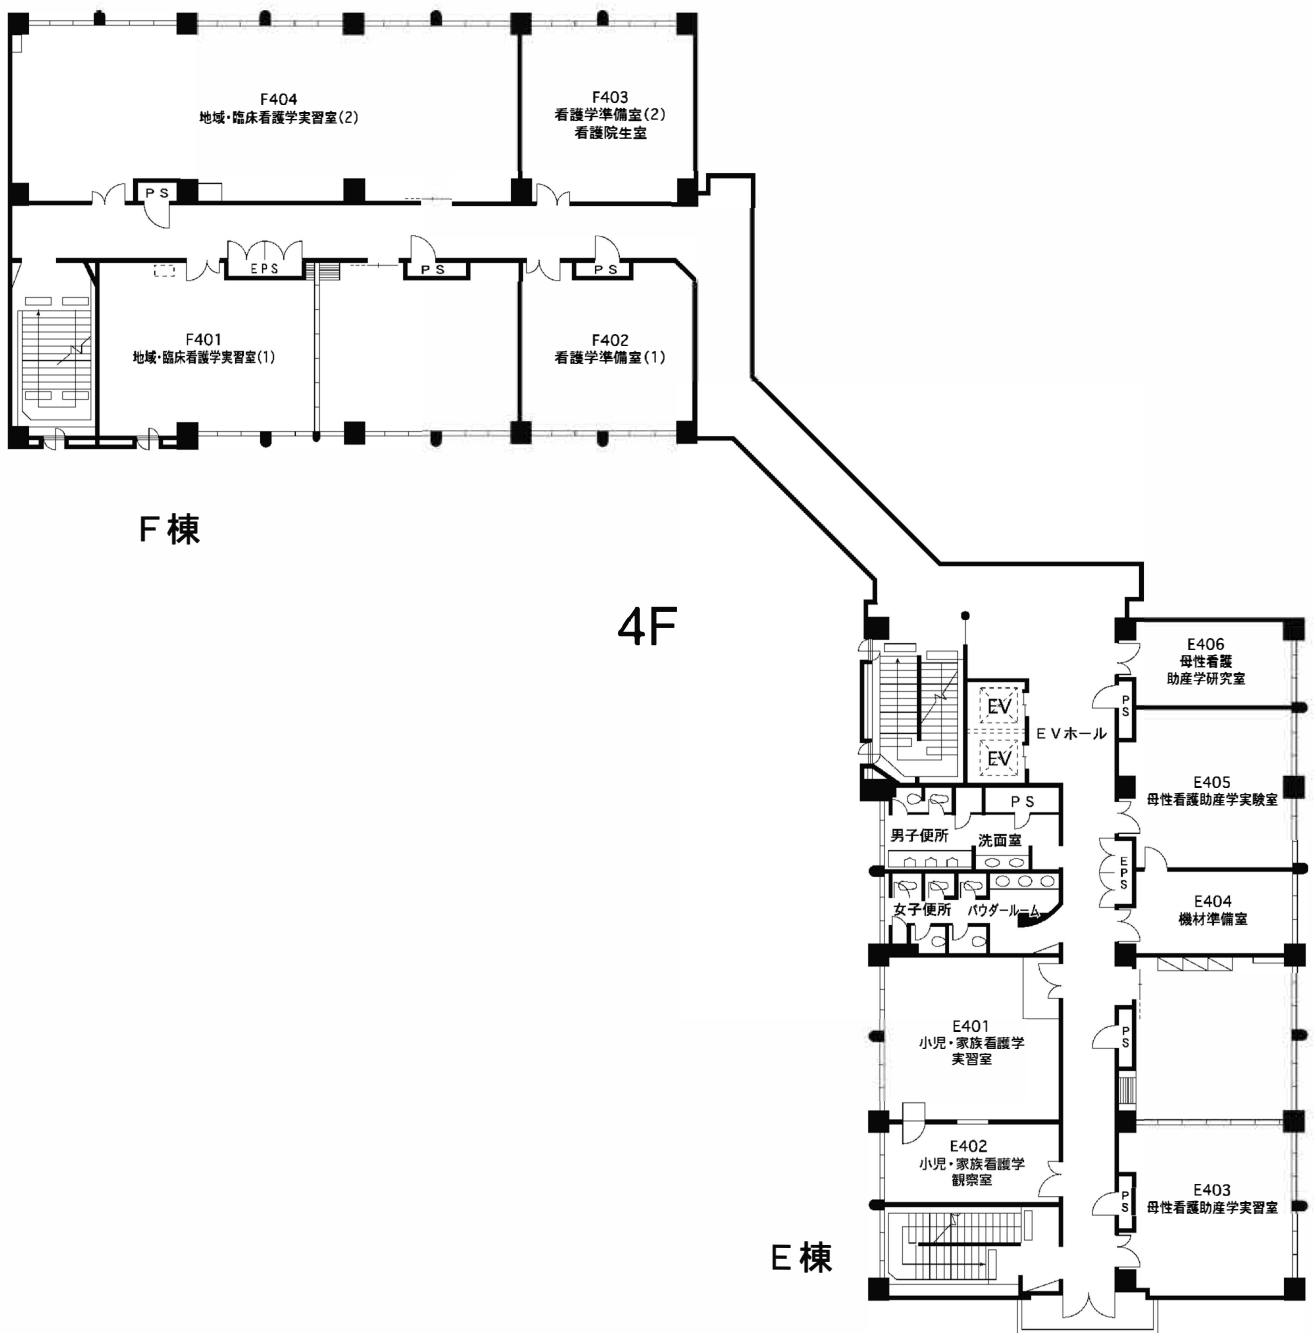 F404
地域・臨床看護学実習室(2)
F403
看護学準備室(2)
看護院生室
PS
EPS
PS
PS
F401
地域・臨床看護学実習室(1)
F402
看護学準備室(1)
F棟
4F
E406
母性看護
助産学研究室
PS
EV
EVホール
EV
E405
母性看護助産学実験室
PS
男子便所
洗面室
EPS
女子便所
パウダールーム
E404
機材準備室
E401
小児・家族看護学
実習室
PS
E402
小児・家族看護学
観察室
PS
E403
母性看護助産学実習室
E棟